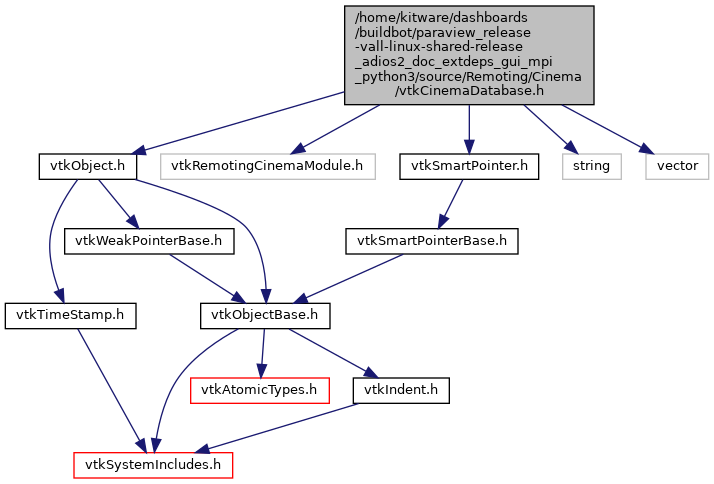 /home/kitware/dashboards
/buildbot/paraview_release
-vall-linux-shared-release
_adios2_doc_extdeps_gui_mpi
_python3/source/Remoting/Cinema
/vtkCinemaDatabase.h
vtkObject.h
vtkRemotingCinemaModule.h
vtkSmartPointer.h
string
vector
vtkWeakPointerBase.h
vtkSmartPointerBase.h
vtkTimeStamp.h
vtkObjectBase.h
vtkAtomicTypes.h
vtkIndent.h
vtkSystemIncludes.h